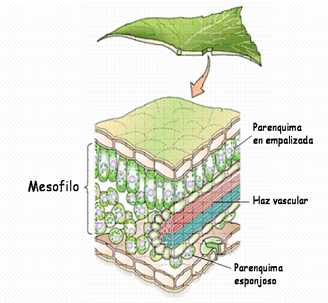 Parenquima
en empalizada
Mesofilo
Haz vascular
Parenquima
esponjoso